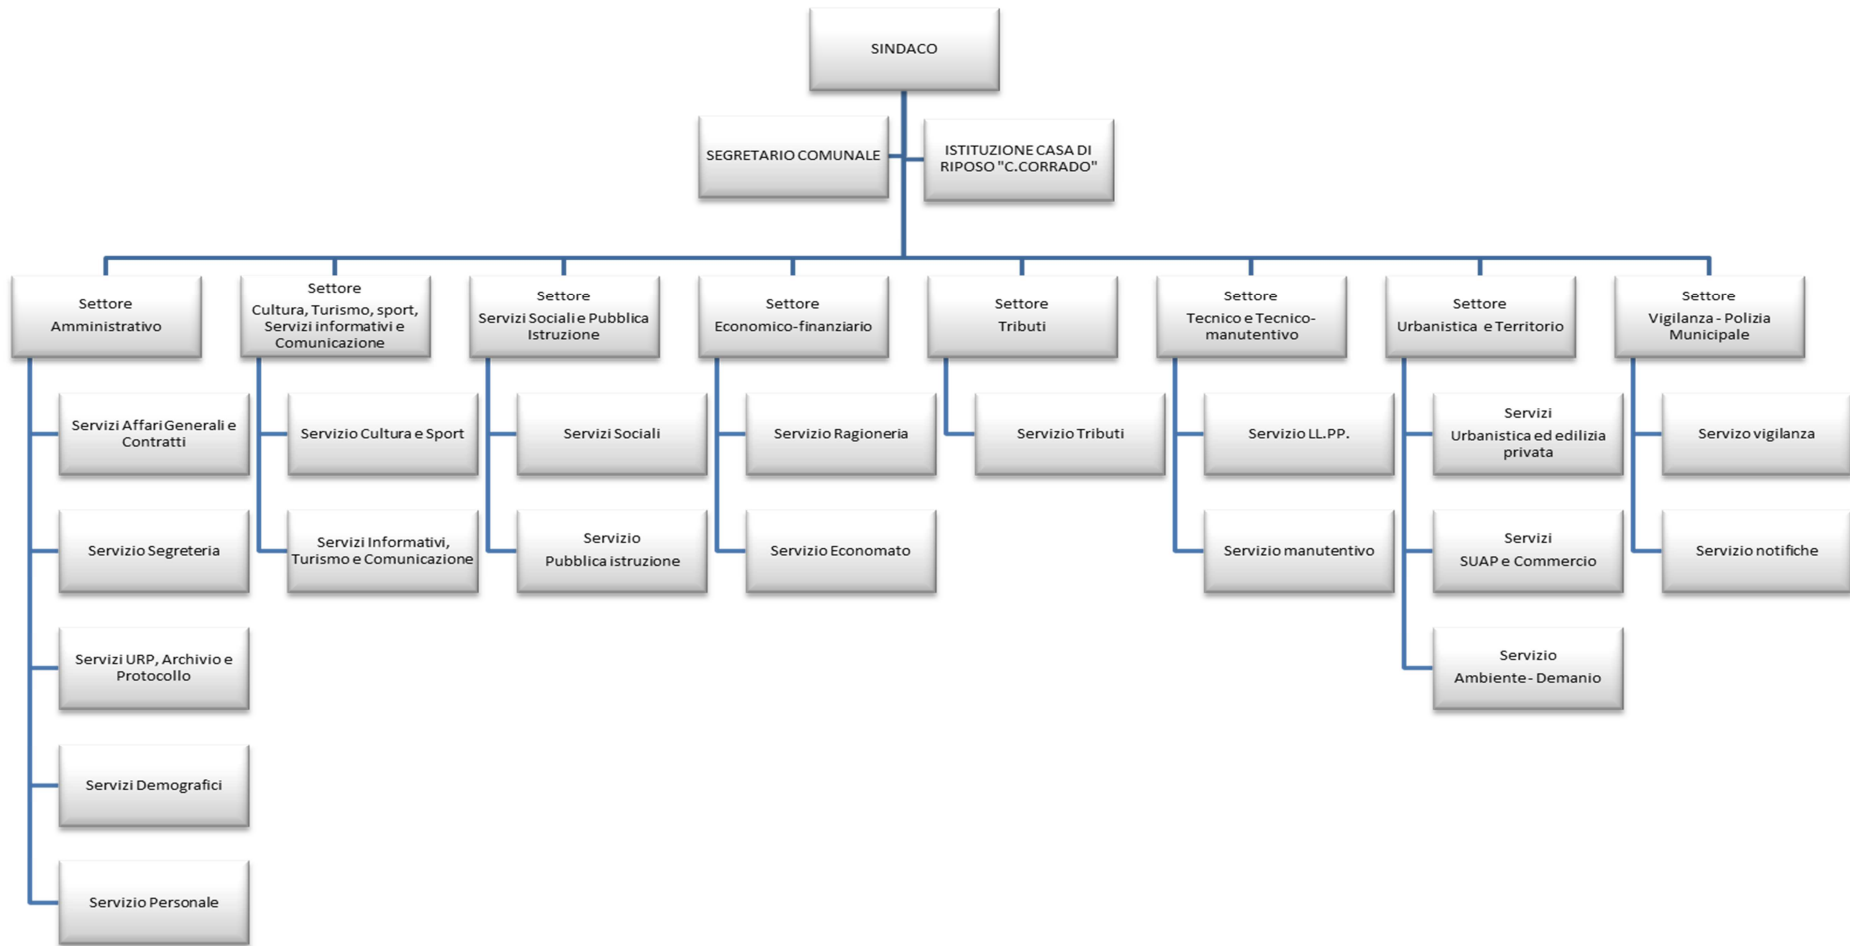 SINDACO
SEGRETARIO COMUNALE
ISTITUZIONE CASA DI
RIPOSO "C.CORRADO"
Settore
Amministrativo
Settore
Cultura, Turismo, sport,
Servizi informativi e
Comunicazione
Settore
Servizi Sociali e Pubblica
Istruzione
Settore
Economico-finanziario
Settore
Tributi
Settore
Tecnico e Tecnico-
manutentivo
Settore
Urbanistica e Territorio
Settore
Vigilanza - Polizia
Municipale
Servizi Affari Generali e
Contratti
Servizio Cultura e Sport
Servizi Sociali
Servizio Ragioneria
Servizio Tributi
Servizio LL.PP.
Servizi
Urbanistica ed edilizia
privata
Servizo vigilanza
Servizio Segreteria
Servizi Informativi,
Turismo e Comunicazione
Servizio
Pubblica istruzione
Servizio Economato
Servizio manutentivo
Servizi
SUAP e Commercio
Servizio notifiche
Servizi URP, Archivio e
Protocollo
Servizio
Ambiente - Demanio
Servizi Demografici
Servizio Personale